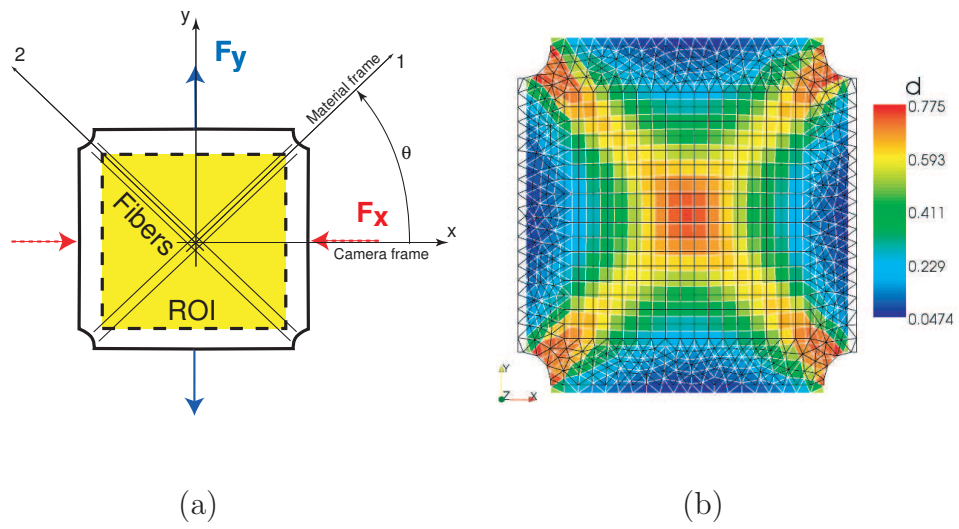 y
2
Fy
1
Material frame
θ
Fibers
Fx
x
Camera frame
ROI
(a)
d
0.775
0.593
0.411
0.229
0.0474
Y
Z X
(b)